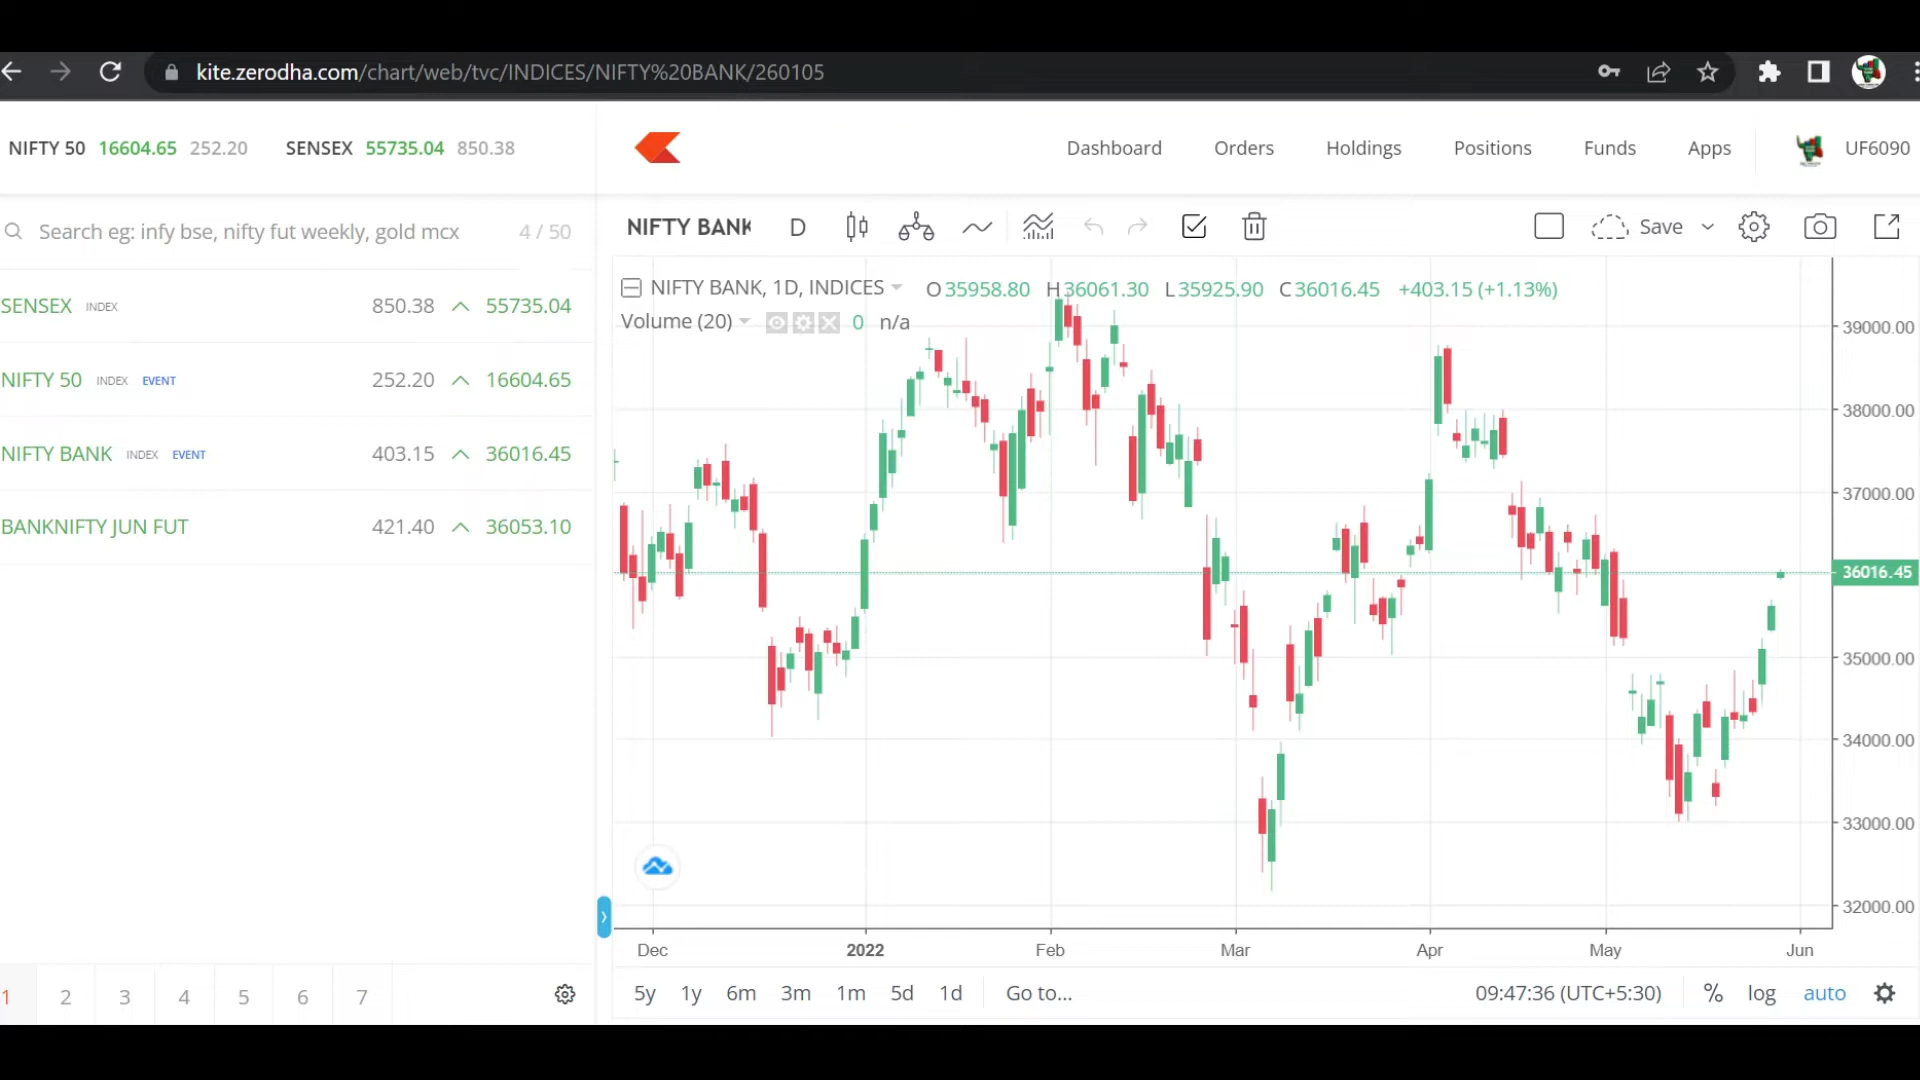 kite.zerodha.com/chart/web/tvc/INDICES/NIFTY%20BANK/260105
NIFTY 50 16604.65 252.20 SENSEX 55735.04 850.38
Dashboard Orders Holdings Positions Funds Apps UF6090
Search eg: infy bse, nifty fut weekly, gold mcx 4 / 50
SENSEX INDEX 850.38 55735.04
NIFTY 50 INDEX EVENT 252.20 16604.65
NIFTY BANK INDEX EVENT 403.15 36016.45
BANKNIFTY JUN FUT 421.40 36053.10
1 2 3 4 5 6 7
NIFTY BANK D Save
NIFTY BANK, 1D, INDICES O35958.80 H36061.30 L35925.90 C36016.45 +403.15 (+1.13%)
Volume (20) 0 n/a
39000.00
38000.00
37000.00
36016.45
35000.00
34000.00
33000.00
32000.00
Dec 2022 Feb Mar Apr May Jun
5y 1y 6m 3m 1m 5d 1d Go to... 09:47:36 (UTC+5:30) % log auto